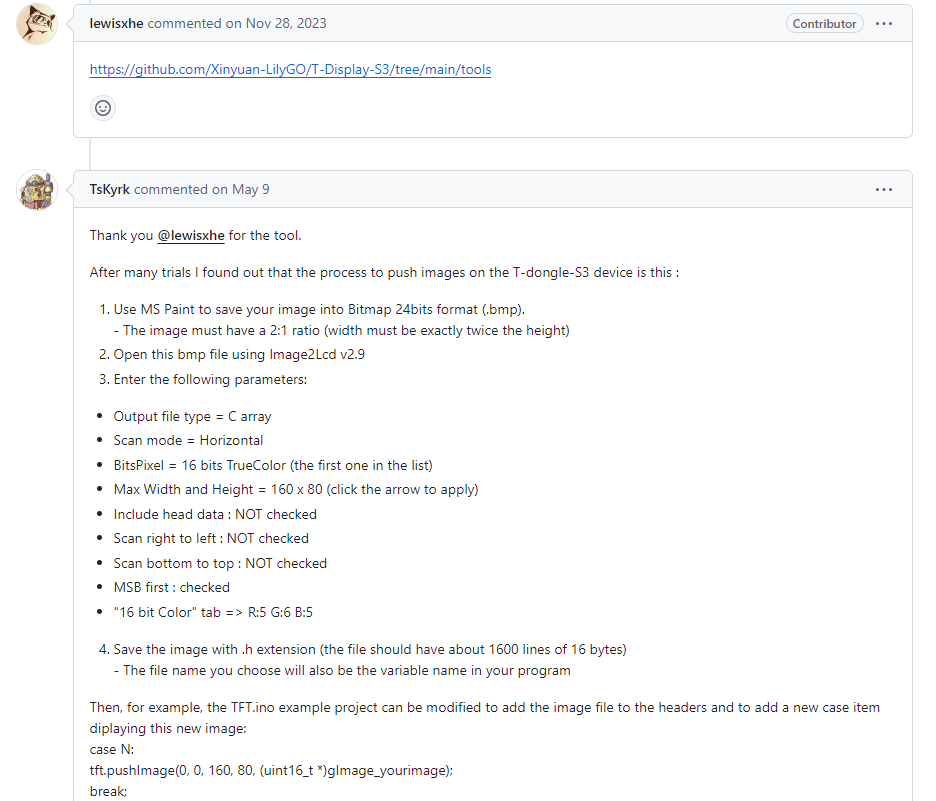 lewisxhe commented on Nov 28, 2023
Contributor
https://github.com/Xinyuan-LilyGO/T-Display-S3/tree/main/tools
TsKyrk commented on May 9
Thank you @lewisxhe for the tool.
After many trials I found out that the process to push images on the T-dongle-S3 device is this :
1. Use MS Paint to save your image into Bitmap 24bits format (.bmp).
- The image must have a 2:1 ratio (width must be exactly twice the height)
2. Open this bmp file using Image2Lcd v2.9
3. Enter the following parameters:
• Output file type = C array
• Scan mode = Horizontal
• BitsPixel = 16 bits TrueColor (the first one in the list)
• Max Width and Height = 160 x 80 (click the arrow to apply)
• Include head data : NOT checked
• Scan right to left : NOT checked
• Scan bottom to top : NOT checked
• MSB first : checked
• "16 bit Color" tab => R:5 G:6 B:5
4. Save the image with .h extension (the file should have about 1600 lines of 16 bytes)
- The file name you choose will also be the variable name in your program
Then, for example, the TFT.ino example project can be modified to add the image file to the headers and to add a new case item
diplaying this new image:
case N:
tft.pushImage(0, 0, 160, 80, (uint16_t *)gImage_yourimage);
break;